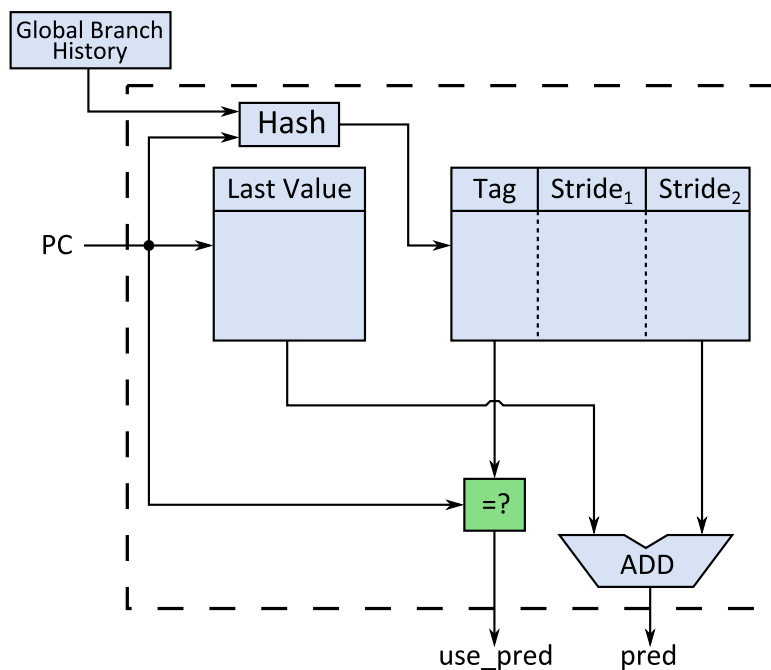 Global Branch
History
Hash
Last Value
Tag
Stride₁
Stride₂
PC
=?
ADD
use_pred
pred